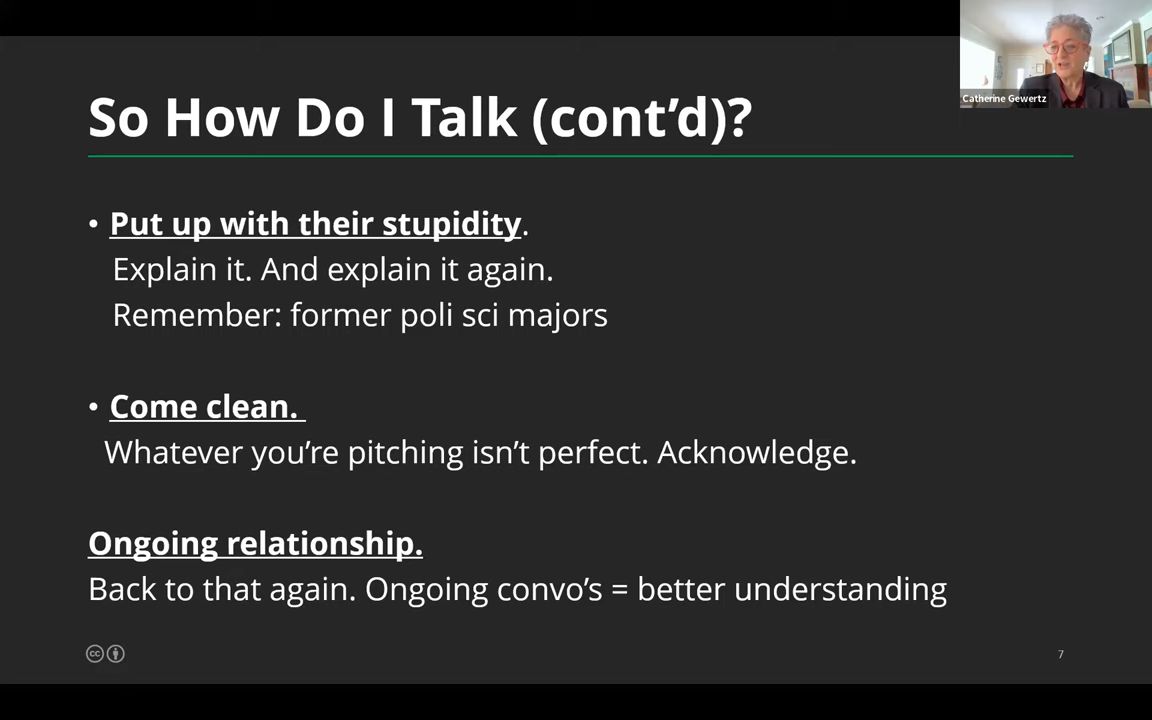 Catherine Gewertz
So How Do I Talk (cont’d)?
• Put up with their stupidity.
Explain it. And explain it again.
Remember: former poli sci majors
• Come clean.
Whatever you’re pitching isn’t perfect. Acknowledge.
Ongoing relationship.
Back to that again. Ongoing convo’s = better understanding
cc
7